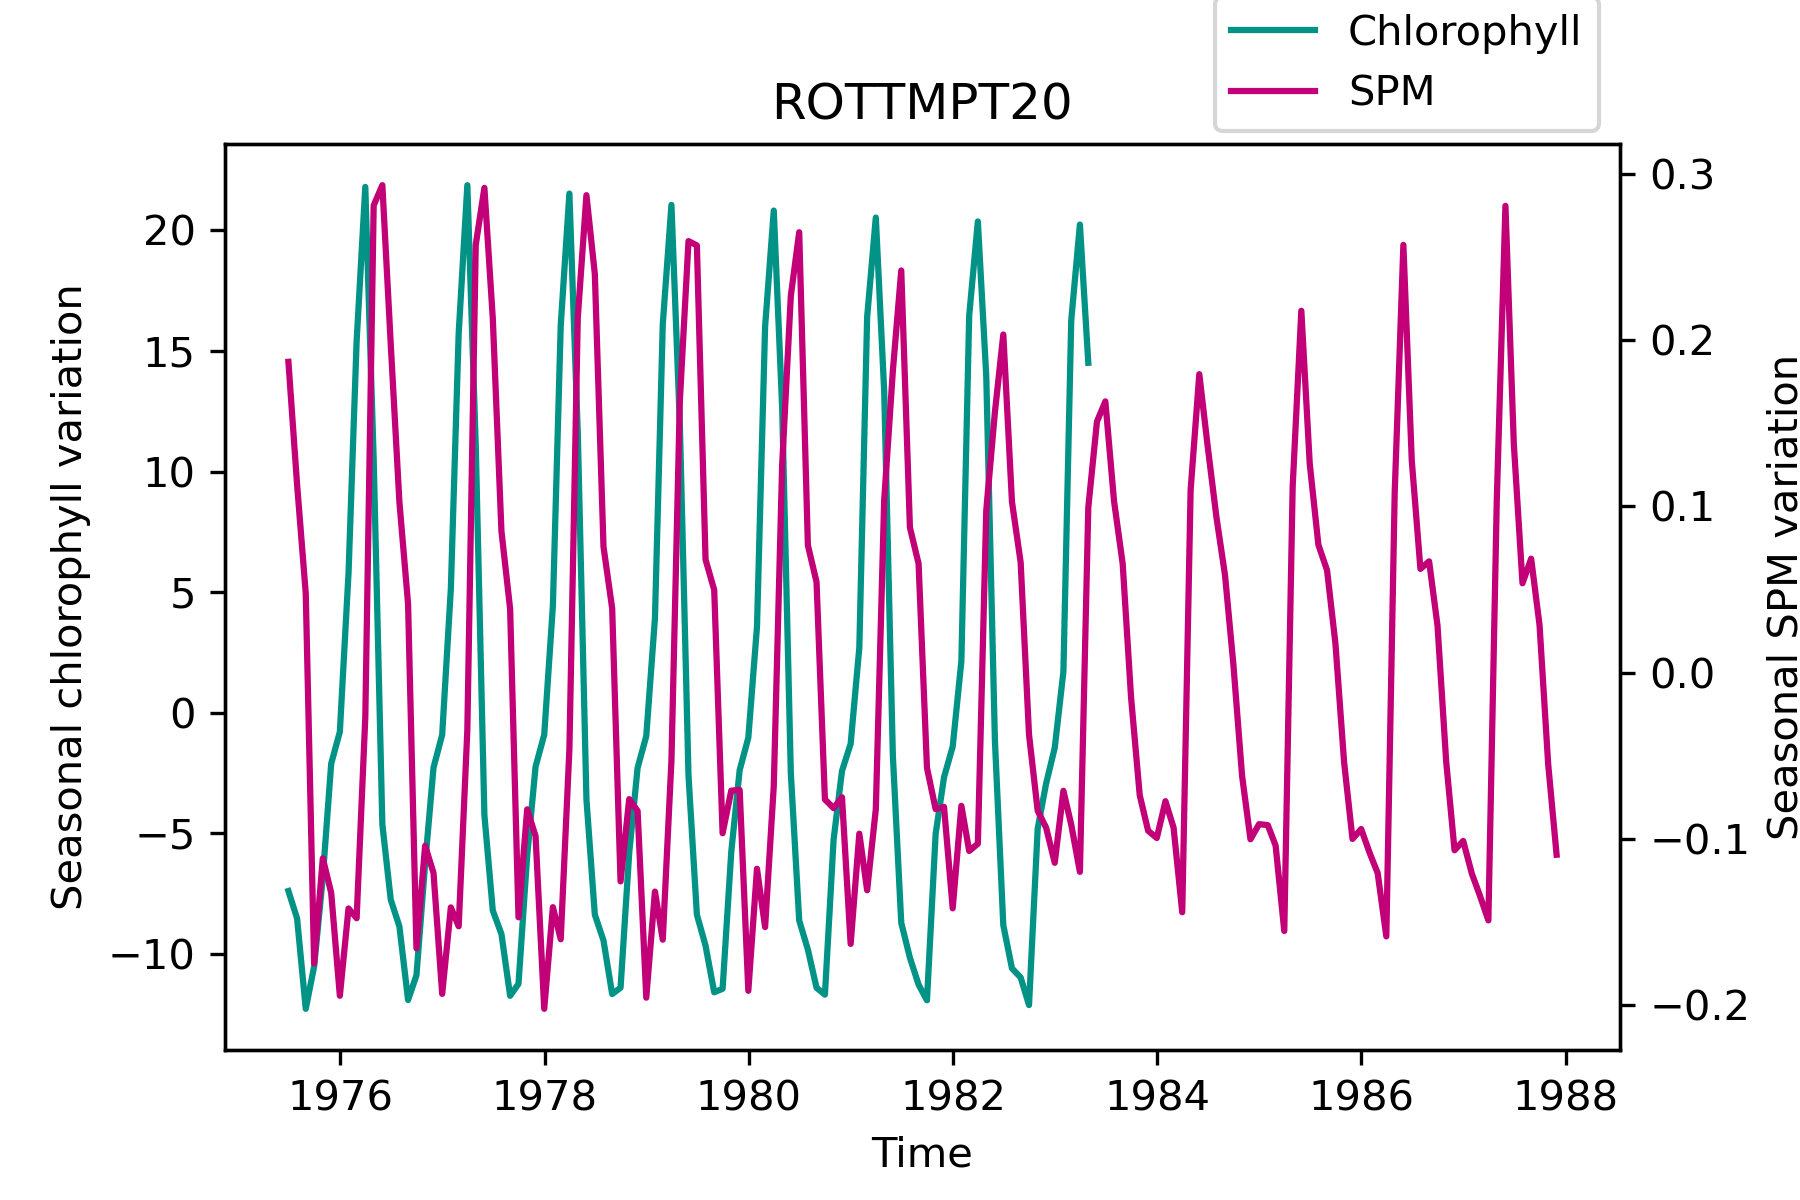 Chlorophyll
SPM
ROTTMPT20
Seasonal chlorophyll variation
20
15
10
5
0
−5
−10
0.3
0.2
0.1
0.0
−0.1
−0.2
Seasonal SPM variation
1976 1978 1980 1982 1984 1986 1988
Time